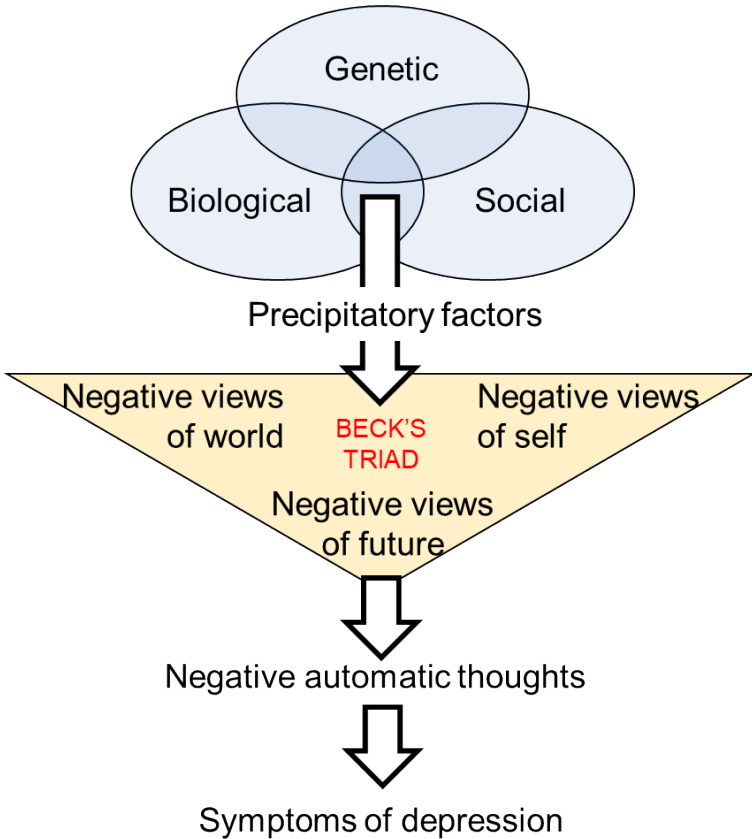 Genetic
Biological
Social
Precipitatory factors
Negative views
of world
BECK'S
TRIAD
Negative views
of self
Negative views
of future
Negative automatic thoughts
Symptoms of depression